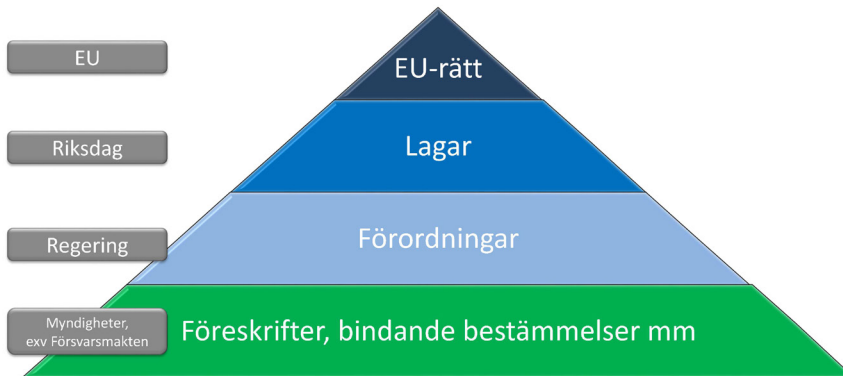 EU
EU-rätt
Riksdag
Lagar
Regering
Förordningar
Myndigheter,
exv Försvarsmakten
Föreskrifter, bindande bestämmelser mm